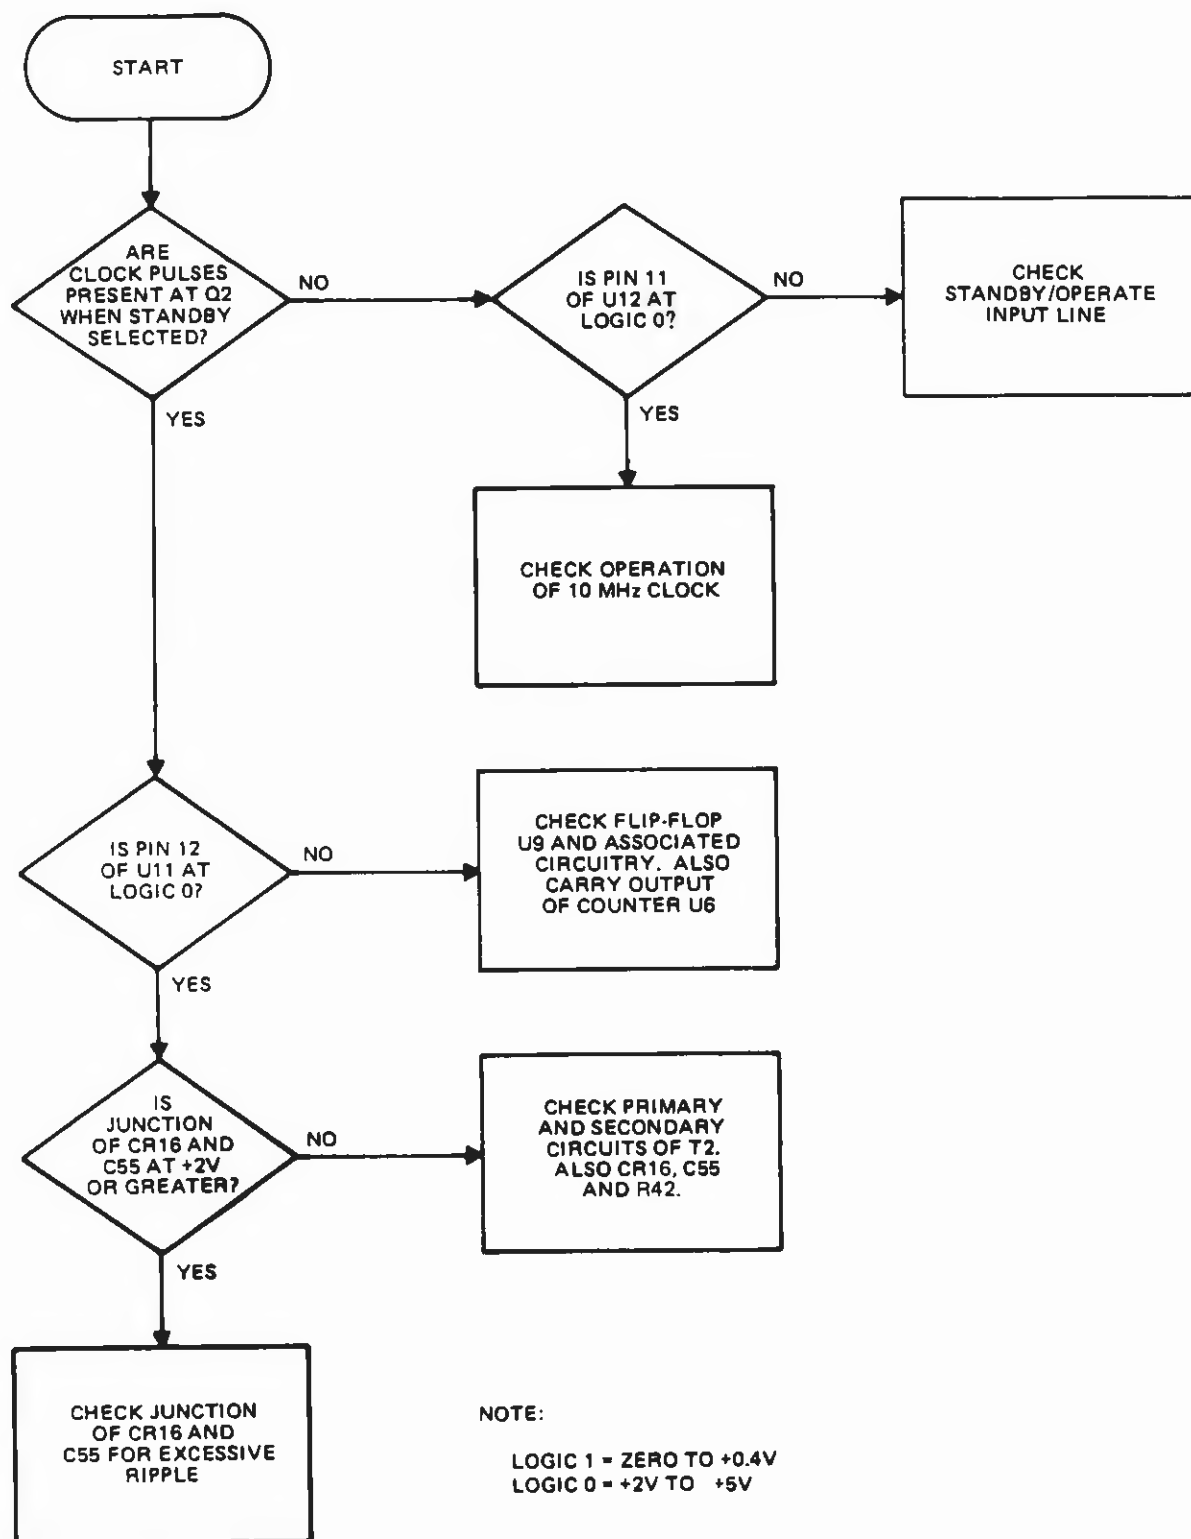 START
ARE
CLOCK PULSES
PRESENT AT Q2
WHEN STANDBY
SELECTED?
NO
IS PIN 11
OF U12 AT
LOGIC 0?
NO
CHECK
STANDBY/OPERATE
INPUT LINE
YES
YES
CHECK OPERATION
OF 10 MHz CLOCK
IS PIN 12
OF U11 AT
LOGIC 0?
NO
CHECK FLIP-FLOP
U9 AND ASSOCIATED
CIRCUITRY. ALSO
CARRY OUTPUT
OF COUNTER U6
YES
IS
JUNCTION
OF CR16 AND
C55 AT +2V
OR GREATER?
NO
CHECK PRIMARY
AND SECONDARY
CIRCUITS OF T2.
ALSO CR16, C55
AND R42.
YES
CHECK JUNCTION
OF CR16 AND
C55 FOR EXCESSIVE
RIPPLE
NOTE:
LOGIC 1 = ZERO TO +0.4V
LOGIC 0 = +2V TO +5V